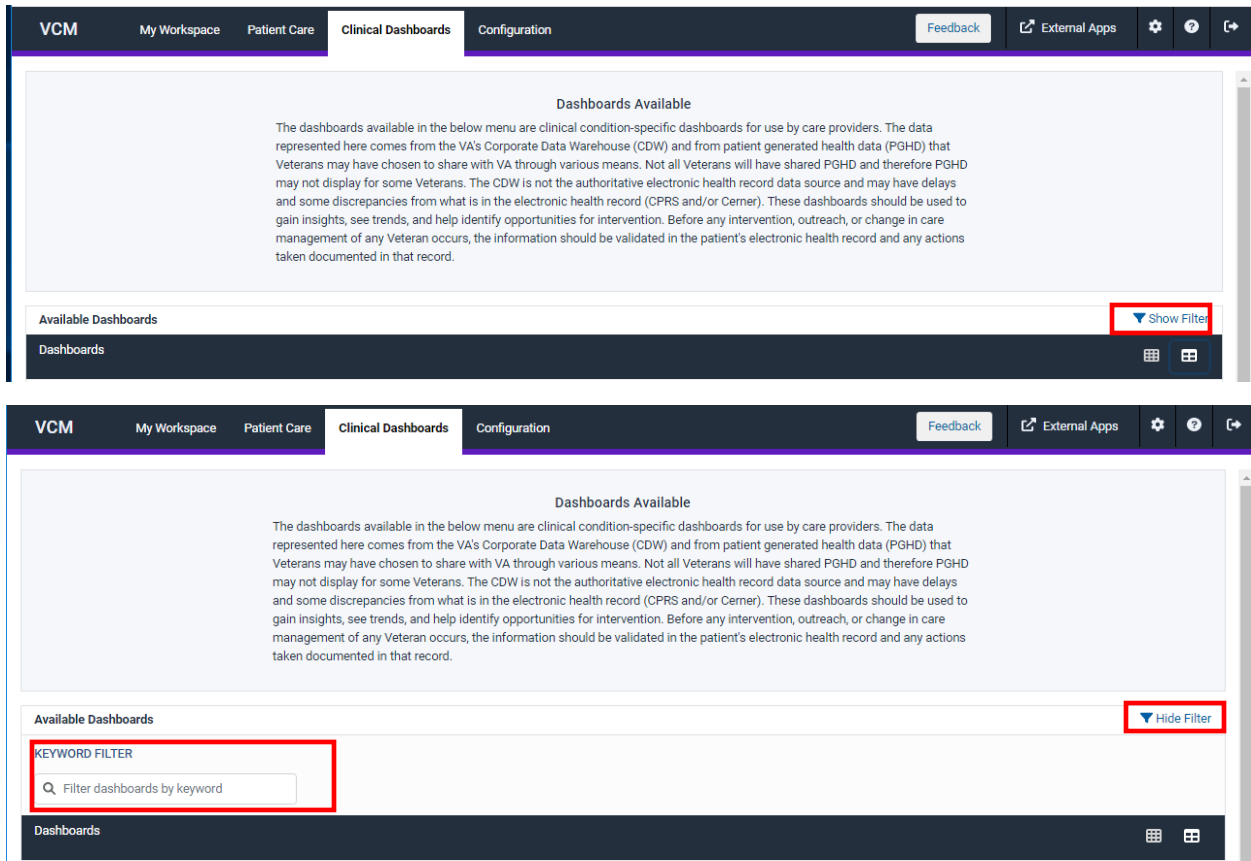 VCM My Workspace Patient Care Clinical Dashboards Configuration Feedback External Apps
Dashboards Available
The dashboards available in the below menu are clinical condition-specific dashboards for use by care providers. The data
represented here comes from the VA's Corporate Data Warehouse (CDW) and from patient generated health data (PGHD) that
Veterans may have chosen to share with VA through various means. Not all Veterans will have shared PGHD and therefore PGHD
may not display for some Veterans. The CDW is not the authoritative electronic health record data source and may have delays
and some discrepancies from what is in the electronic health record (CPRS and/or Cerner). These dashboards should be used to
gain insights, see trends, and help identify opportunities for intervention. Before any intervention, outreach, or change in care
management of any Veteran occurs, the information should be validated in the patient's electronic health record and any actions
taken documented in that record.
Available Dashboards Show Filter
Dashboards
VCM My Workspace Patient Care Clinical Dashboards Configuration Feedback External Apps
Dashboards Available
The dashboards available in the below menu are clinical condition-specific dashboards for use by care providers. The data
represented here comes from the VA's Corporate Data Warehouse (CDW) and from patient generated health data (PGHD) that
Veterans may have chosen to share with VA through various means. Not all Veterans will have shared PGHD and therefore PGHD
may not display for some Veterans. The CDW is not the authoritative electronic health record data source and may have delays
and some discrepancies from what is in the electronic health record (CPRS and/or Cerner). These dashboards should be used to
gain insights, see trends, and help identify opportunities for intervention. Before any intervention, outreach, or change in care
management of any Veteran occurs, the information should be validated in the patient's electronic health record and any actions
taken documented in that record.
Available Dashboards Hide Filter
KEYWORD FILTER
Filter dashboards by keyword
Dashboards